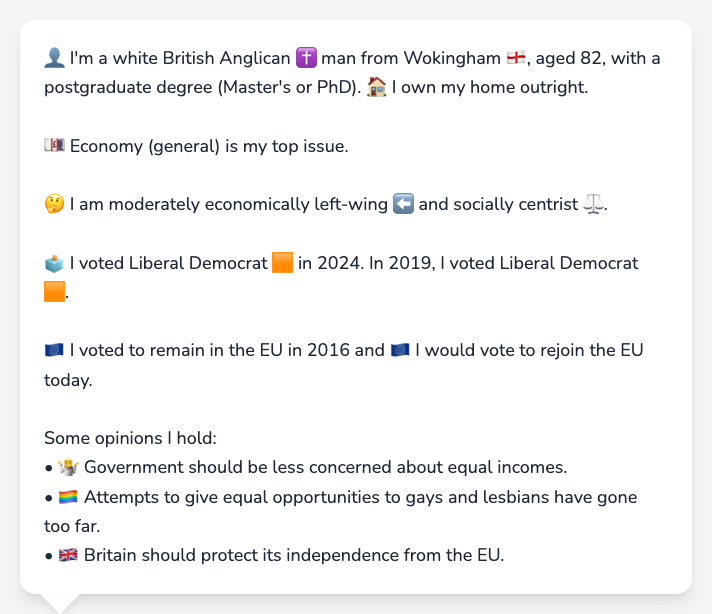 👤 I'm a white British Anglican ✝️ man from Wokingham 🏴󠁧󠁢󠁥󠁮󠁧󠁿, aged 82, with a
postgraduate degree (Master's or PhD). 🏠 I own my home outright.
💷 Economy (general) is my top issue.
🤔 I am moderately economically left-wing ⬅️ and socially centrist ⚖️.
🗳️ I voted Liberal Democrat 🟧 in 2024. In 2019, I voted Liberal Democrat
🟧.
🇪🇺 I voted to remain in the EU in 2016 and 🇪🇺 I would vote to rejoin the EU
today.
Some opinions I hold:
• 🤷 Government should be less concerned about equal incomes.
• 🏳️‍🌈 Attempts to give equal opportunities to gays and lesbians have gone
too far.
• 🇬🇧 Britain should protect its independence from the EU.